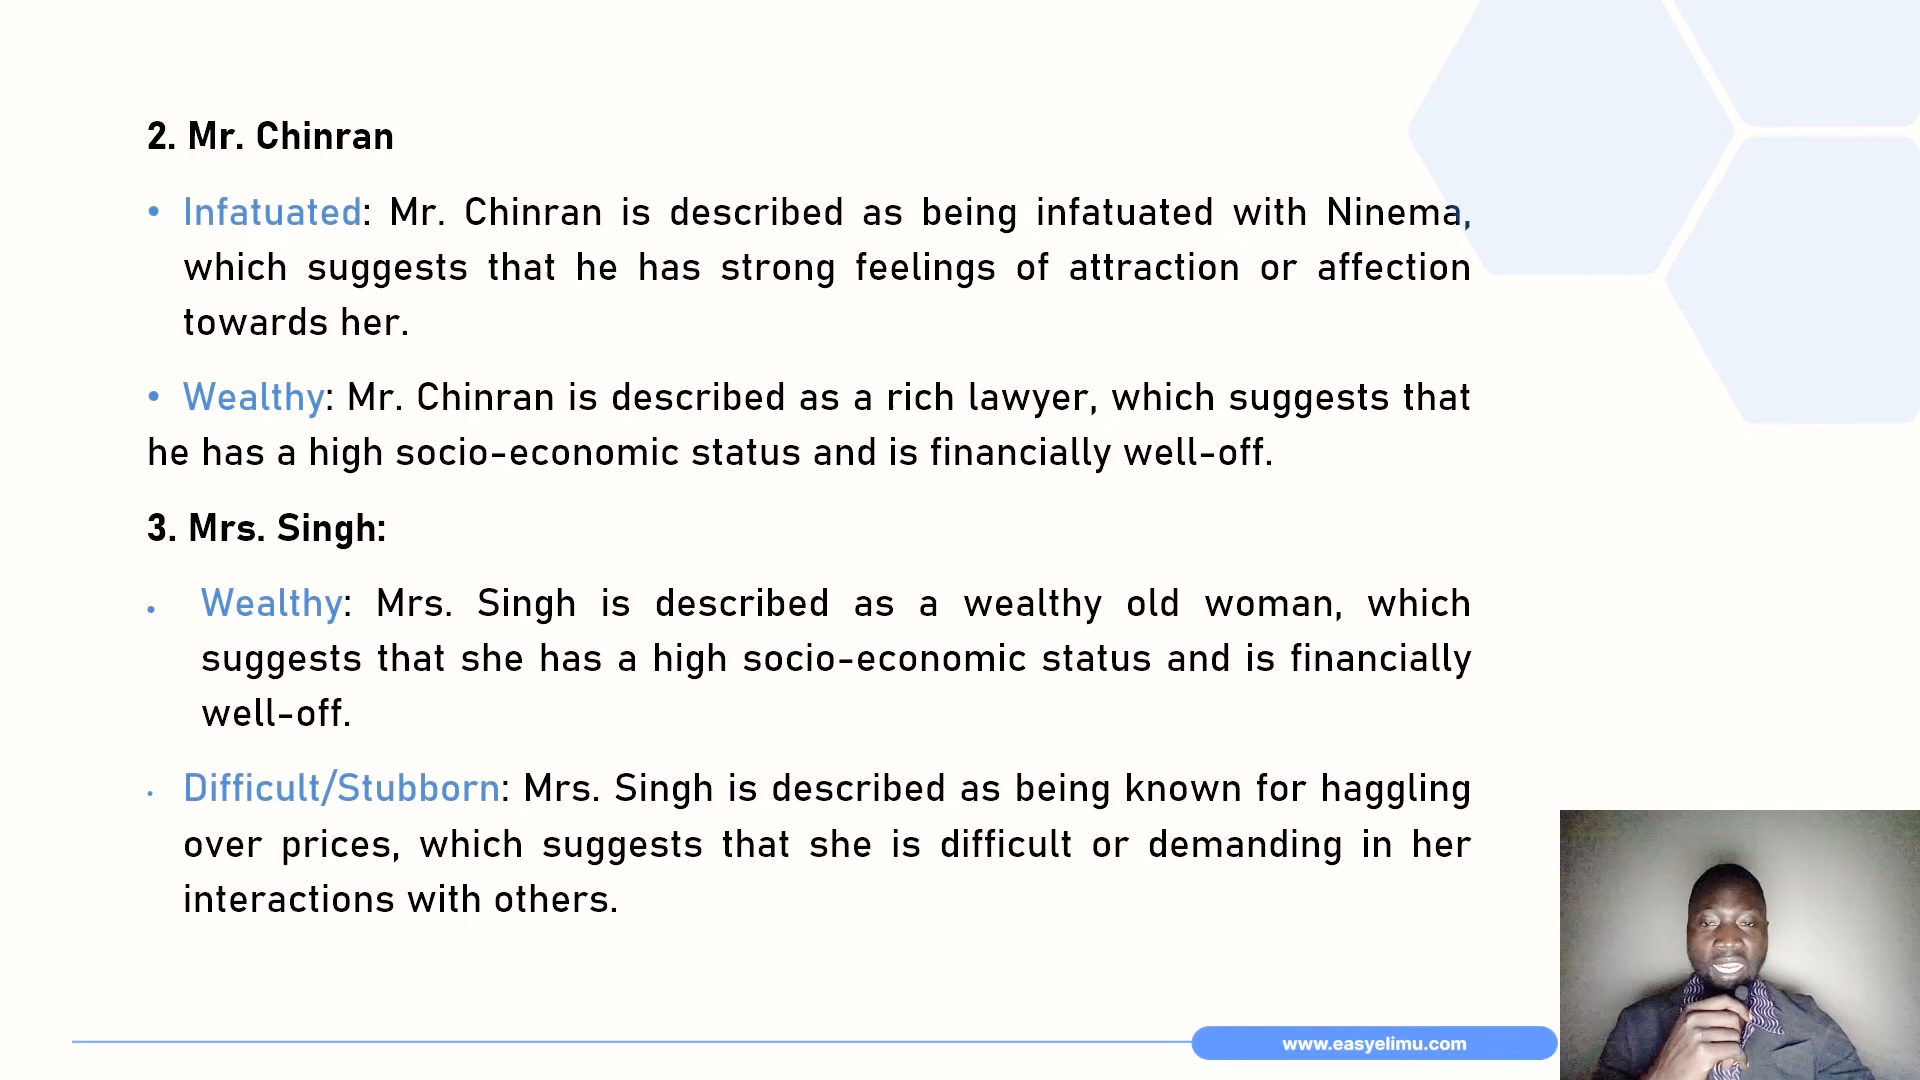 2. Mr. Chinran
• Infatuated: Mr. Chinran is described as being infatuated with Ninema,
which suggests that he has strong feelings of attraction or affection
towards her.
• Wealthy: Mr. Chinran is described as a rich lawyer, which suggests that
he has a high socio-economic status and is financially well-off.
3. Mrs. Singh:
• Wealthy: Mrs. Singh is described as a wealthy old woman, which
suggests that she has a high socio-economic status and is financially
well-off.
• Difficult/Stubborn: Mrs. Singh is described as being known for haggling
over prices, which suggests that she is difficult or demanding in her
interactions with others.
www.easyelimu.com